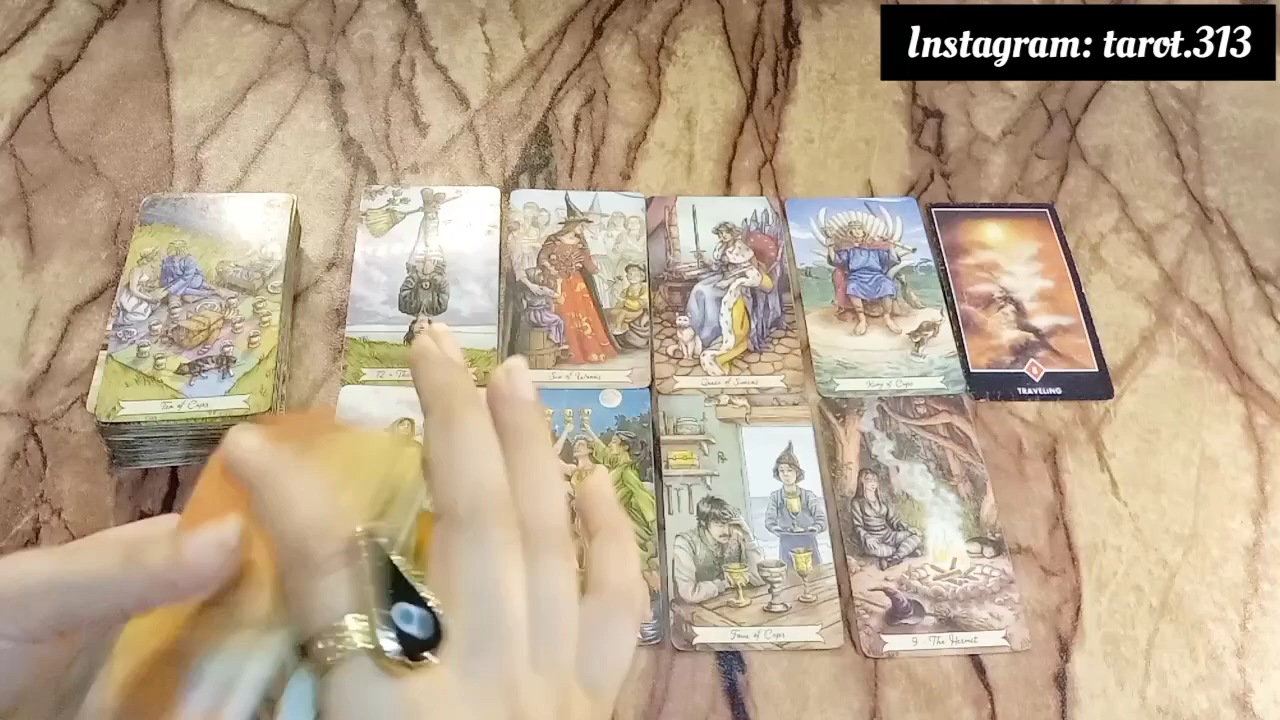 Instagram: tarot.313
Ten of Cups
Queen of Swords
King of Cups
TRAVELING
Four of Cups
9 - The Hermit